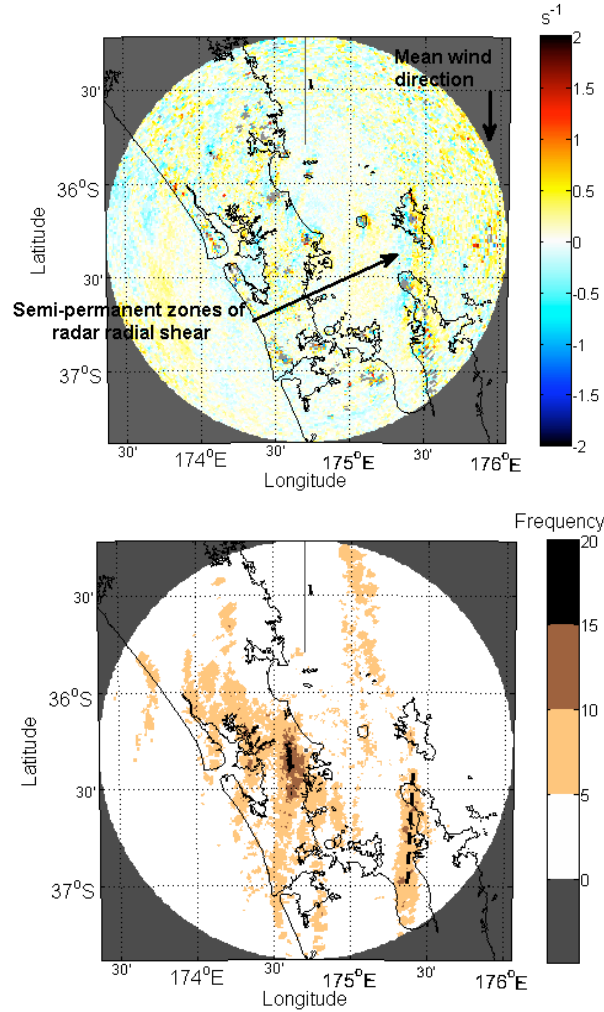 s⁻¹
2
Mean wind
direction
30'
1.5
1
36°S
0.5
Latitude
0
30'
-0.5
Semi-permanent zones of
radar radial shear
-1
37°S
-1.5
-2
30'
174°E
30'
175°E
30'
176°E
Longitude
Frequency
20
30'
15
36°S
10
Latitude
30'
5
37°S
0
30'
174°E
30'
175°E
30'
176°E
Longitude